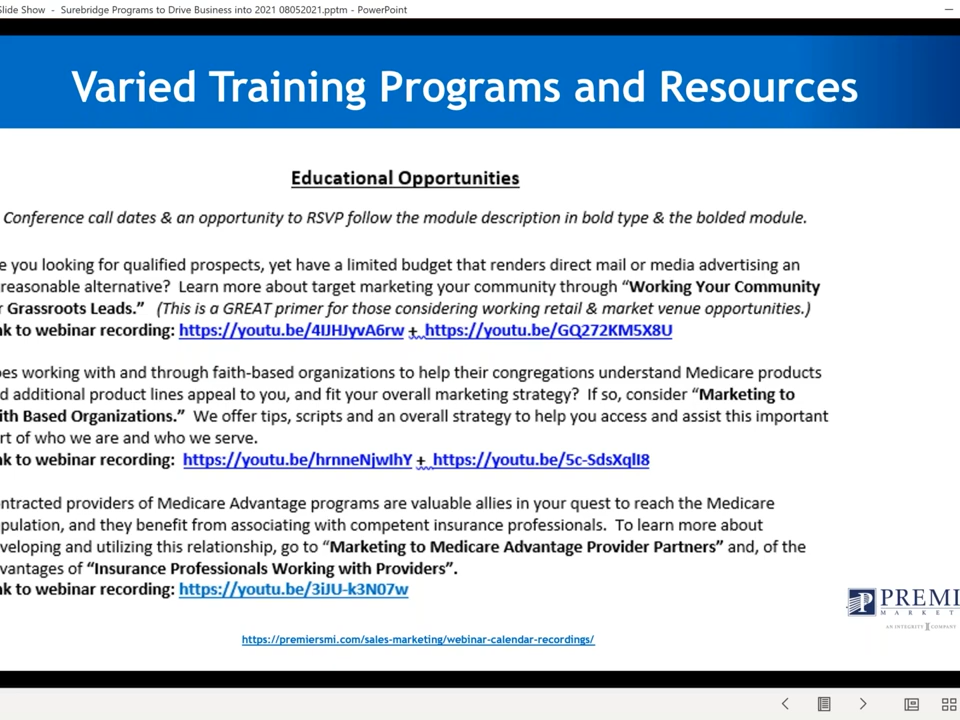 Slide Show - Surebridge Programs to Drive Business into 2021 08052021.pptm - PowerPoint
Varied Training Programs and Resources
Educational Opportunities
Conference call dates & an opportunity to RSVP follow the module description in bold type & the bolded module.
e you looking for qualified prospects, yet have a limited budget that renders direct mail or media advertising an
reasonable alternative? Learn more about target marketing your community through “Working Your Community
r Grassroots Leads.” (This is a GREAT primer for those considering working retail & market venue opportunities.)
nk to webinar recording: https://youtu.be/4IJHJyvA6rw + https://youtu.be/GQ272KM5X8U
es working with and through faith-based organizations to help their congregations understand Medicare products
d additional product lines appeal to you, and fit your overall marketing strategy? If so, consider “Marketing to
ith Based Organizations.” We offer tips, scripts and an overall strategy to help you access and assist this important
rt of who we are and who we serve.
nk to webinar recording: https://youtu.be/hrnneNjwIhY + https://youtu.be/5c-SdsXqlI8
ntracted providers of Medicare Advantage programs are valuable allies in your quest to reach the Medicare
pulation, and they benefit from associating with competent insurance professionals. To learn more about
veloping and utilizing this relationship, go to “Marketing to Medicare Advantage Provider Partners” and, of the
vantages of “Insurance Professionals Working with Providers”.
nk to webinar recording: https://youtu.be/3iJU-k3N07w
PREMI
MARKET
AN INTEGRITY COMPANY
https://premiersmi.com/sales-marketing/webinar-calendar-recordings/